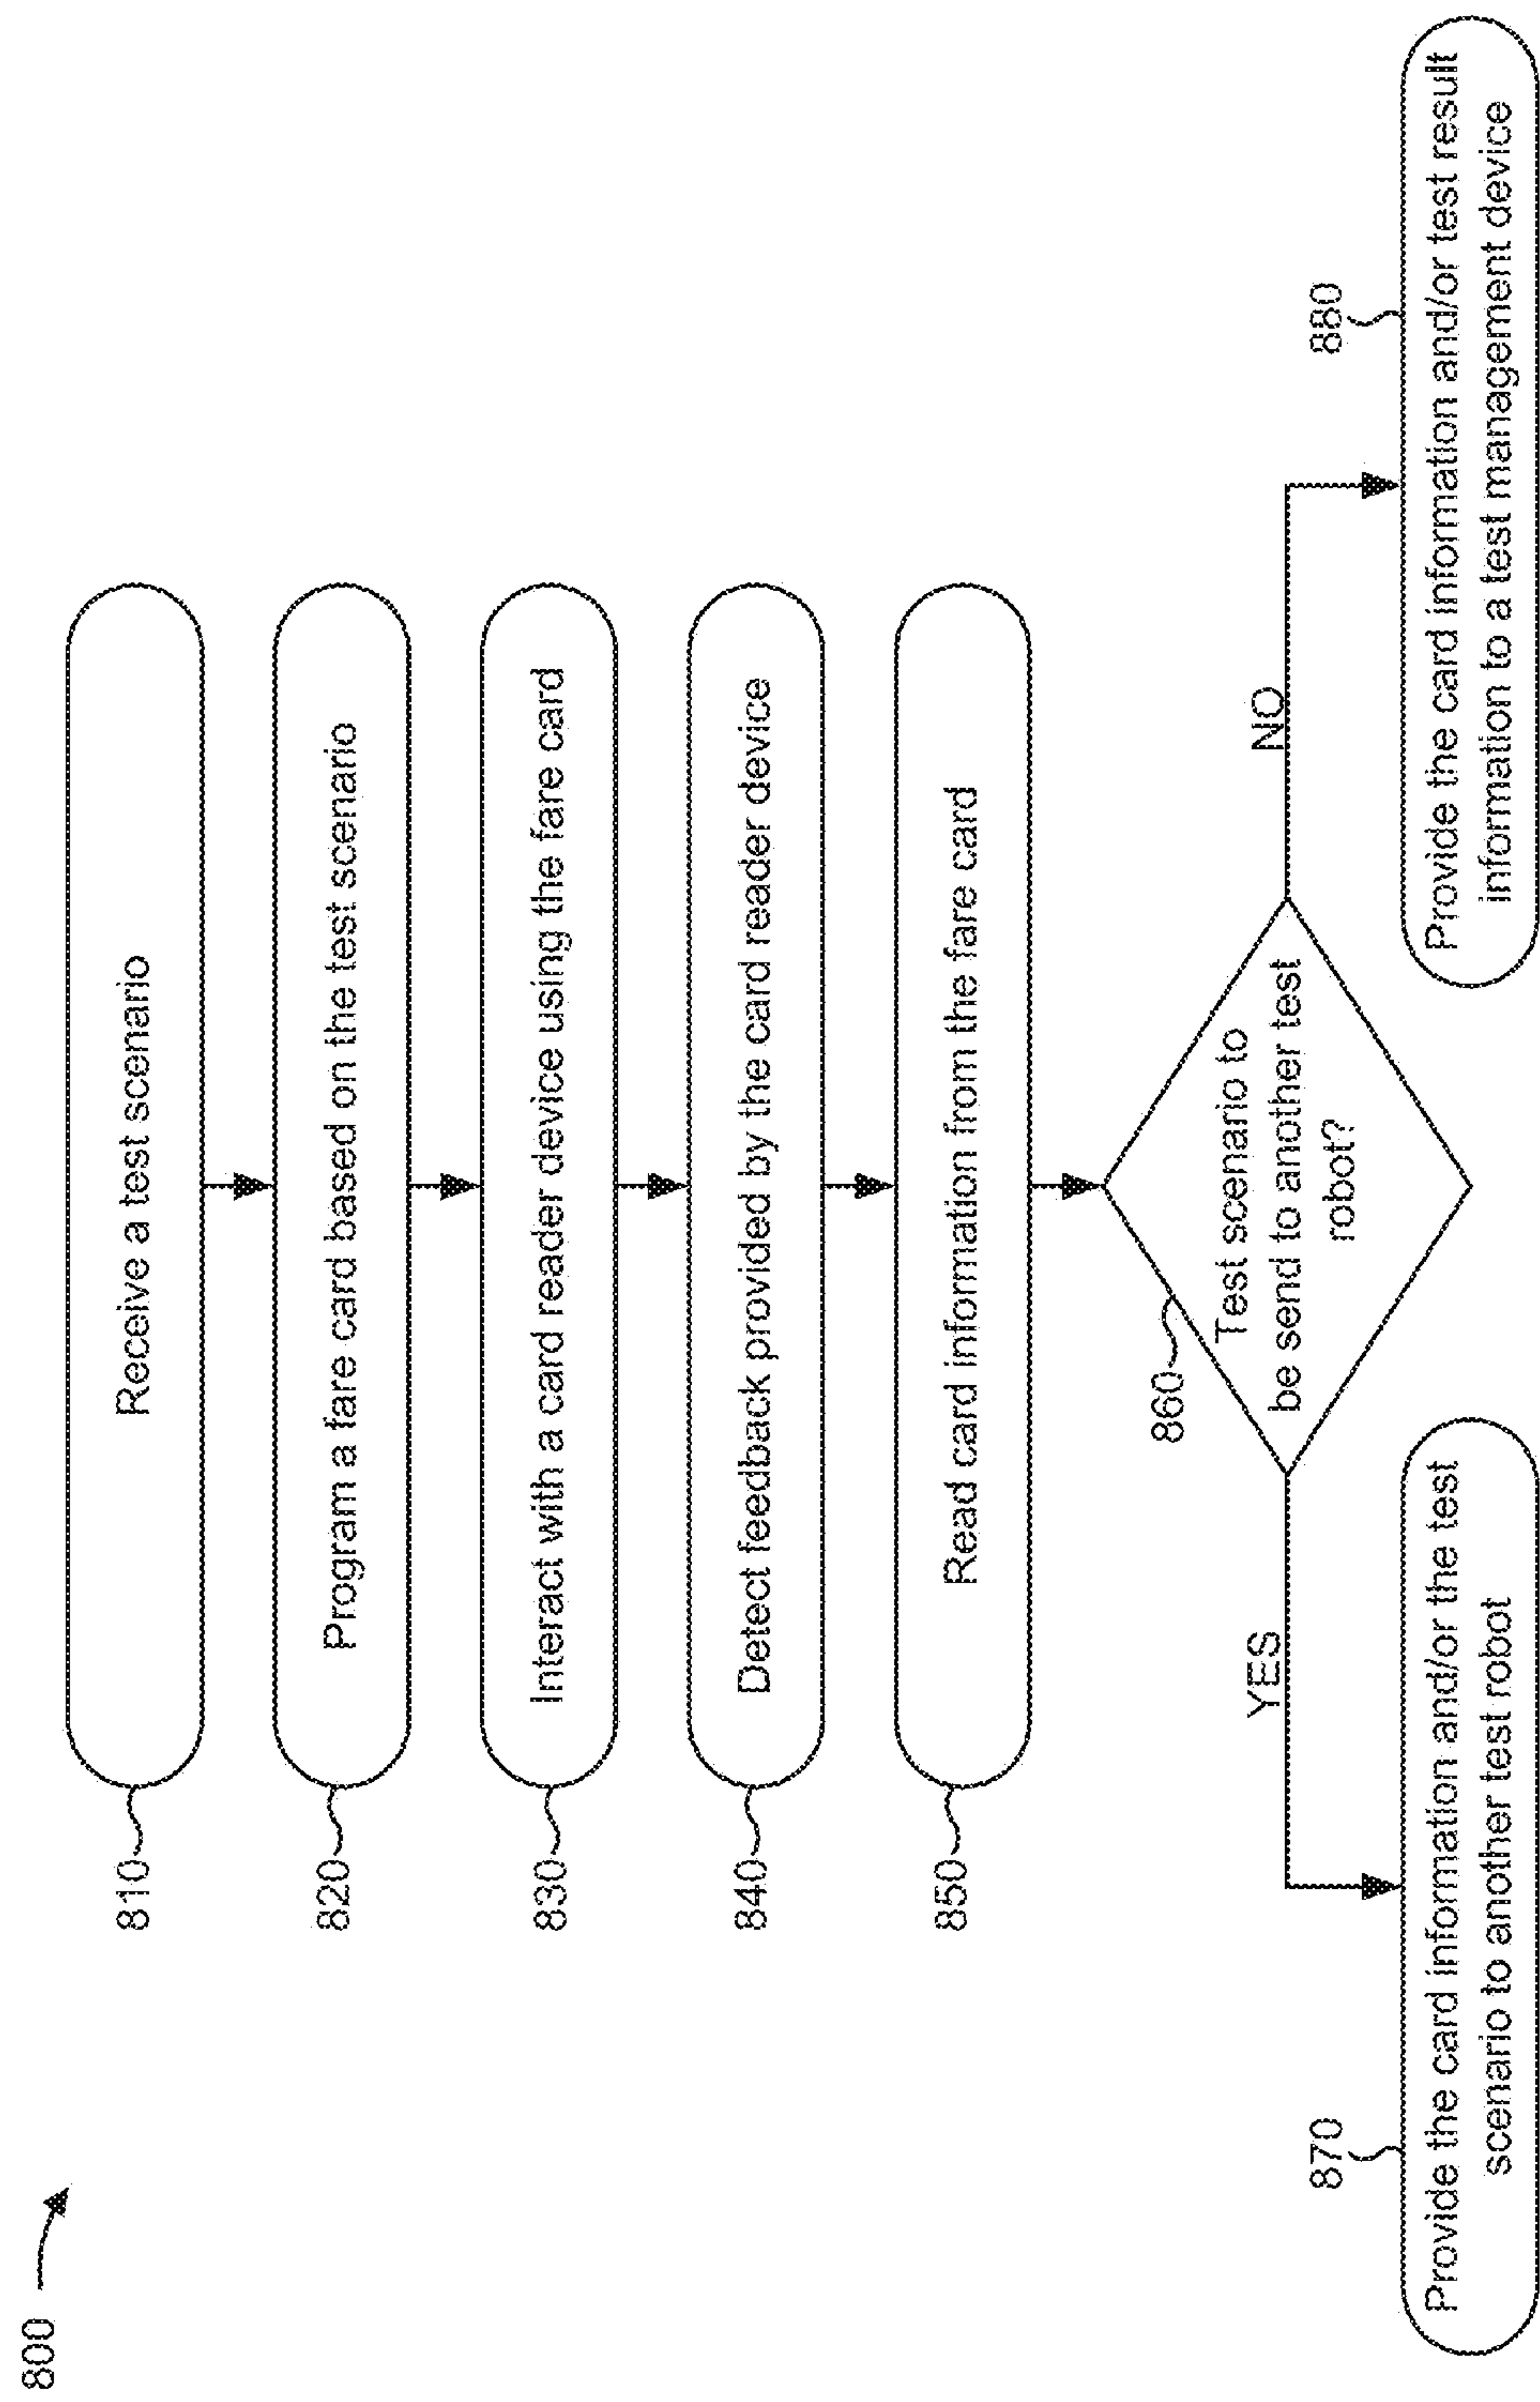 800
810
Receive a test scenario
820
Program a fare card based on the test scenario
830
Interact with a card reader device using the fare card
840
Detect feedback provided by the card reader device
850
Read card information from the fare card
860
Test scenario to
be send to another test
robot?
YES
NO
870
Provide the card information and/or the test
scenario to another test robot
880
Provide the card information and/or test result
information to a test management device